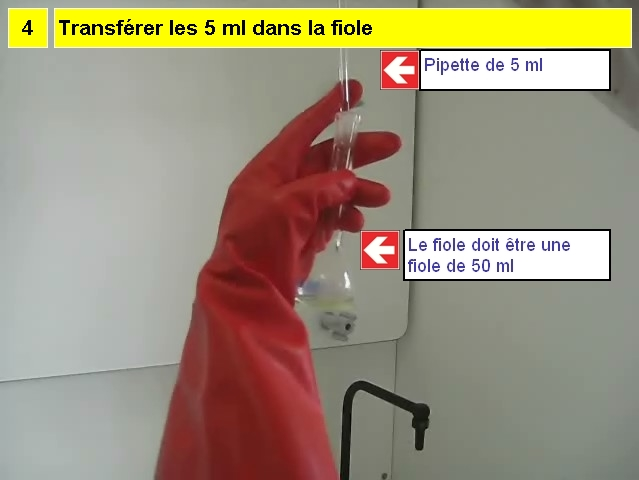 4 Transférer les 5 ml dans la fiole
Pipette de 5 ml
Le fiole doit être une
fiole de 50 ml